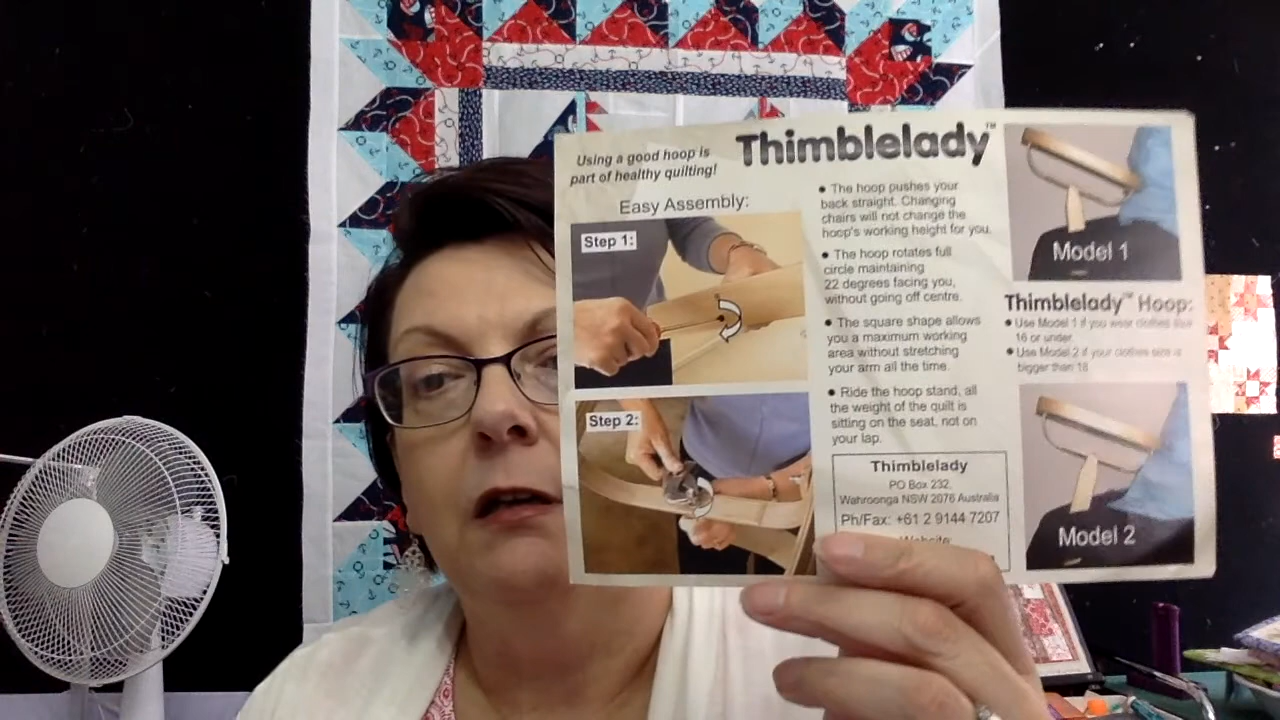 Using a good hoop is
part of healthy quilting!
Thimblelady™
Easy Assembly:
Step 1:
Step 2:
• The hoop pushes your
back straight. Changing
chairs will not change the
hoop's working height for you.
• The hoop rotates full
circle maintaining
22 degrees facing you,
without going off centre.
• The square shape allows
you a maximum working
area without stretching
your arm all the time.
• Ride the hoop stand, all
the weight of the quilt is
sitting on the seat, not on
your lap.
Thimblelady
PO Box 232,
Wahroonga NSW 2076 Australia
Ph/Fax: +61 2 9144 7207
Website:
Model 1
Thimblelady™ Hoop:
• Use Model 1 if you wear clothes size
16 or under.
• Use Model 2 if your clothes size is
bigger than 18
Model 2